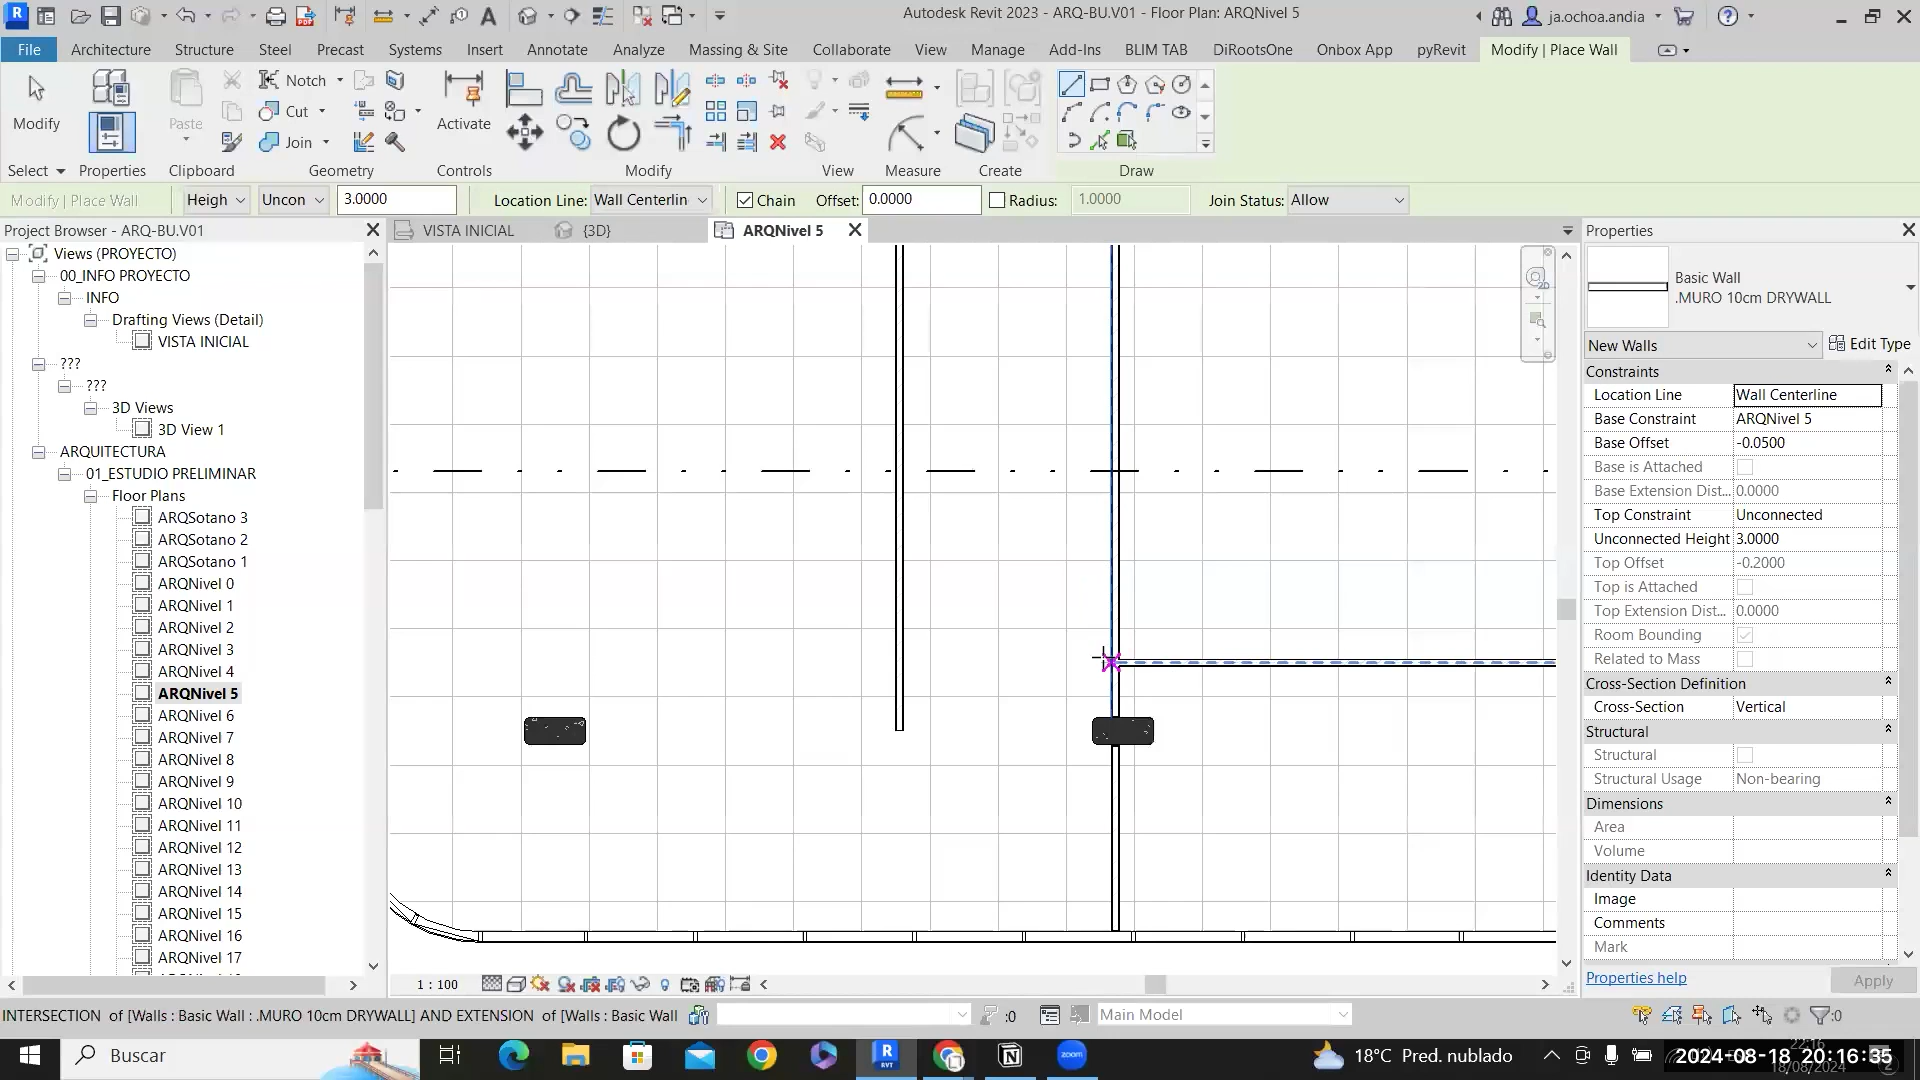 Autodesk Revit 2023 - ARQ-BU.V01 - Floor Plan: ARQNivel 5
ja.ochoa.andia
File Architecture Structure Steel Precast Systems Insert Annotate Analyze Massing & Site Collaborate View Manage Add-Ins BLIM TAB DiRootsOne Onbox App pyRevit Modify | Place Wall
Modify Paste Notch Cut Join Activate
Select Properties Clipboard Geometry Controls Modify View Measure Create Draw
Modify | Place Wall Heigh Uncon 3.0000 Location Line: Wall Centerlin Chain Offset: 0.0000 Radius: 1.0000 Join Status: Allow
Project Browser - ARQ-BU.V01
VISTA INICIAL {3D} ARQNivel 5
Views (PROYECTO)
00_INFO PROYECTO
INFO
Drafting Views (Detail)
VISTA INICIAL
???
???
3D Views
3D View 1
ARQUITECTURA
01_ESTUDIO PRELIMINAR
Floor Plans
ARQSotano 3
ARQSotano 2
ARQSotano 1
ARQNivel 0
ARQNivel 1
ARQNivel 2
ARQNivel 3
ARQNivel 4
ARQNivel 5
ARQNivel 6
ARQNivel 7
ARQNivel 8
ARQNivel 9
ARQNivel 10
ARQNivel 11
ARQNivel 12
ARQNivel 13
ARQNivel 14
ARQNivel 15
ARQNivel 16
ARQNivel 17
Properties
Basic Wall
.MURO 10cm DRYWALL
New Walls Edit Type
Constraints
Location Line Wall Centerline
Base Constraint ARQNivel 5
Base Offset -0.0500
Base is Attached
Base Extension Dist... 0.0000
Top Constraint Unconnected
Unconnected Height 3.0000
Top Offset -0.2000
Top is Attached
Top Extension Dist... 0.0000
Room Bounding
Related to Mass
Cross-Section Definition
Cross-Section Vertical
Structural
Structural
Structural Usage Non-bearing
Dimensions
Area
Volume
Identity Data
Image
Comments
Mark
Properties help Apply
1 : 100
INTERSECTION of [Walls : Basic Wall : .MURO 10cm DRYWALL] AND EXTENSION of [Walls : Basic Wall :0 Main Model :0
Buscar
zoom
18°C Pred. nublado
22:16
2024-08-18 20:16:35
18/08/2024